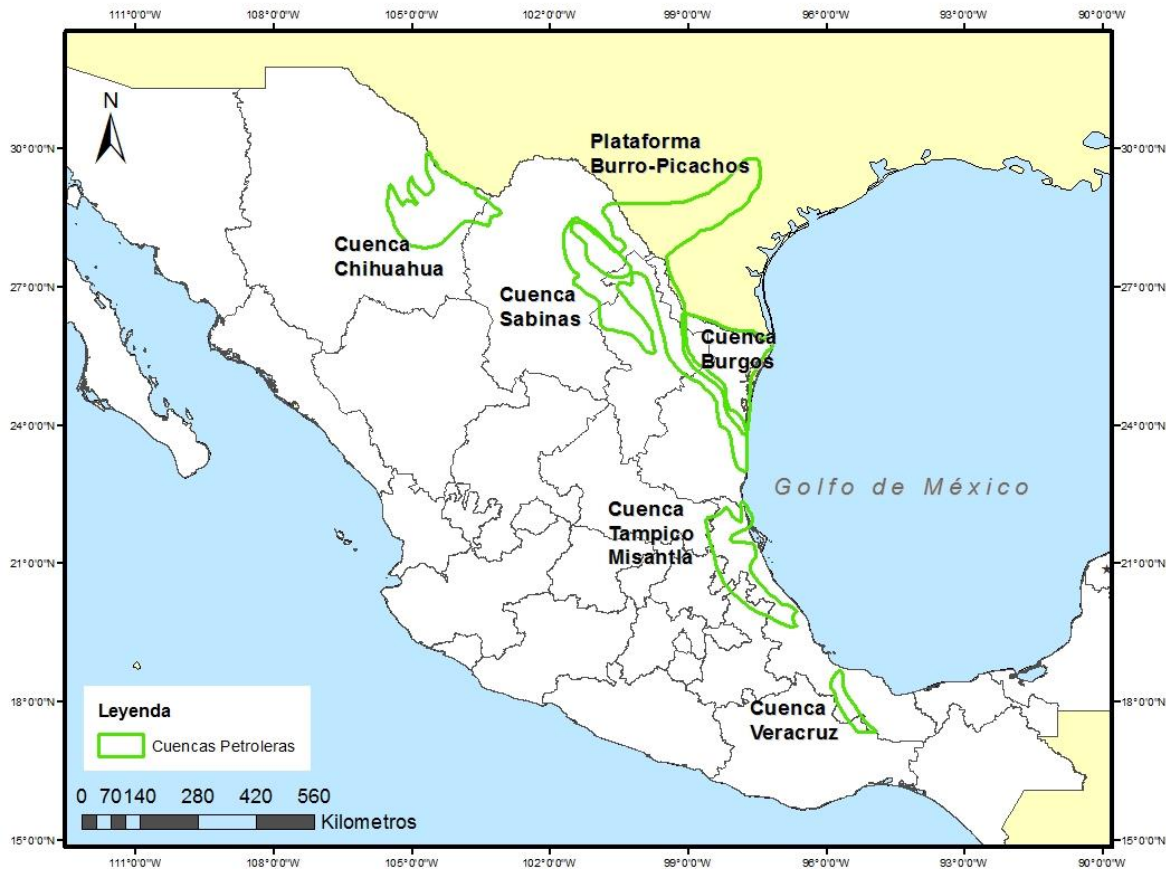 111°0'0"W 108°0'0"W 105°0'0"W 102°0'0"W 99°0'0"W 96°0'0"W 93°0'0"W 90°0'0"W
N
30°0'0"N 30°0'0"N
Plataforma
Burro-Picachos
Cuenca
Chihuahua
27°0'0"N 27°0'0"N
Cuenca
Sabinas
Cuenca
Burgos
24°0'0"N 24°0'0"N
Golfo de México
Cuenca
Tampico
Misantla
21°0'0"N 21°0'0"N
18°0'0"N 18°0'0"N
Cuenca
Veracruz
Leyenda
Cuencas Petroleras
0 70 140 280 420 560
Kilometros
15°0'0"N 15°0'0"N
111°0'0"W 108°0'0"W 105°0'0"W 102°0'0"W 99°0'0"W 96°0'0"W 93°0'0"W 90°0'0"W